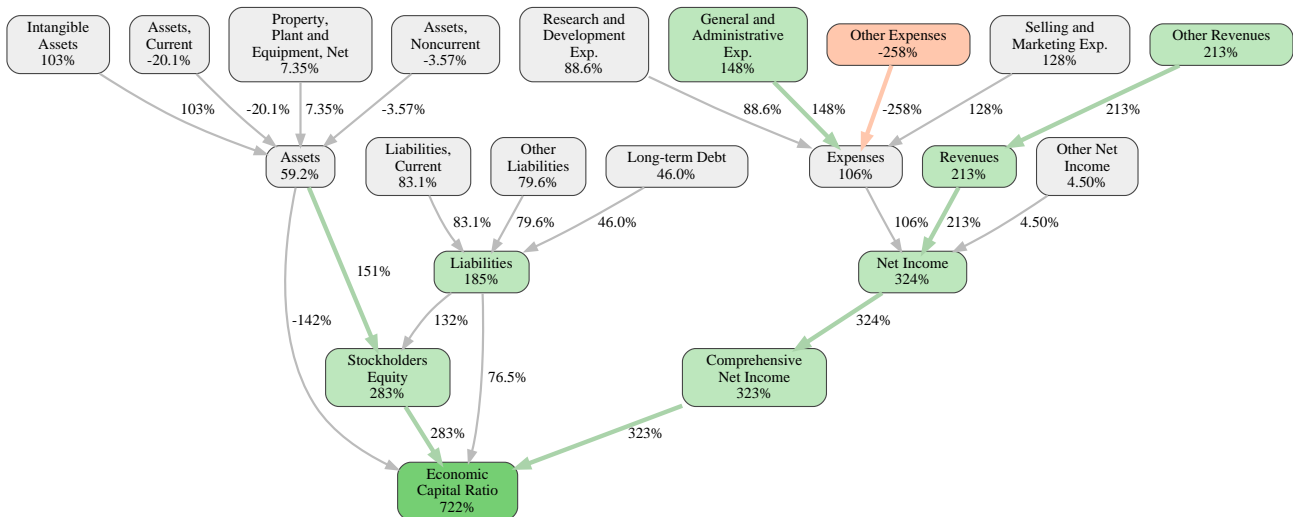 Intangible
Assets
103%
Assets,
Current
-20.1%
Property,
Plant and
Equipment, Net
7.35%
Assets,
Noncurrent
-3.57%
Research and
Development
Exp.
88.6%
General and
Administrative
Exp.
148%
Other Expenses
-258%
Selling and
Marketing Exp.
128%
Other Revenues
213%
103%
-20.1%
7.35%
-3.57%
88.6%
148%
-258%
128%
213%
Assets
59.2%
Liabilities,
Current
83.1%
Other
Liabilities
79.6%
Long-term Debt
46.0%
Expenses
106%
Revenues
213%
Other Net
Income
4.50%
83.1%
79.6%
46.0%
106%
213%
4.50%
151%
Liabilities
185%
Net Income
324%
-142%
132%
324%
Stockholders
Equity
283%
76.5%
Comprehensive
Net Income
323%
283%
323%
Economic
Capital Ratio
722%